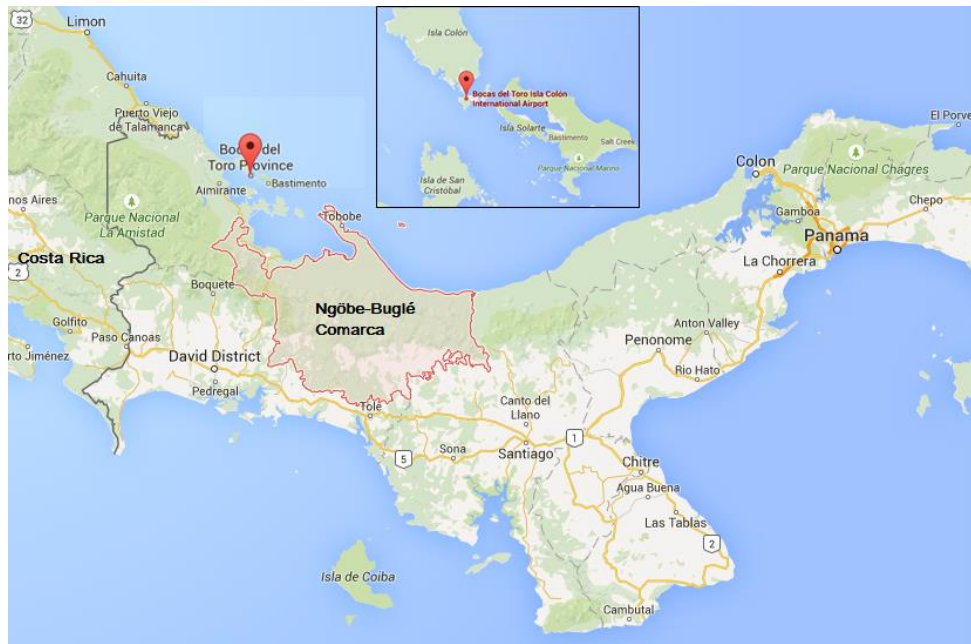 32
Limon
Cahuita
Puerto Viejo
de Talamanca
Bocas del
Toro Province
Almirante
Bastimento
Parque Nacional
La Amistad
Tobobe
Costa Rica
2
Golfito
Paso Canoas
Boquete
David District
Pedregal
Ngöbe-Buglé
Comarca
Tolé
Sona
5
Isla de Coiba
Canto del
Llano
Santiago
1
Chitre
Agua Buena
Las Tablas
2
Cambutal
Penonome
Anton Valley
Rio Hato
La Chorrera
Panama
Gamboa
Colon
Parque Nacional Chagres
Chepo
El Porve
nos Aires
rto Jiménez
Isla Colón
Bocas del Toro Isla Colón
International Airport
Isla Solarte
Bastimento
Salt Creek
Parque Nacional Marino
Isla de San
Cristóbal